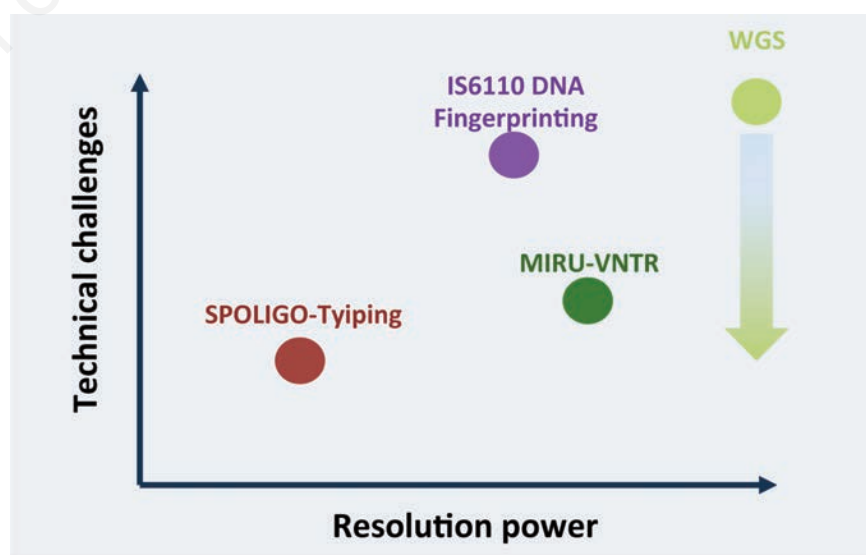 WGS
IS6110 DNA
Fingerprinting
MIRU-VNTR
SPOLIGO-Tyiping
Technical challenges
Resolution power